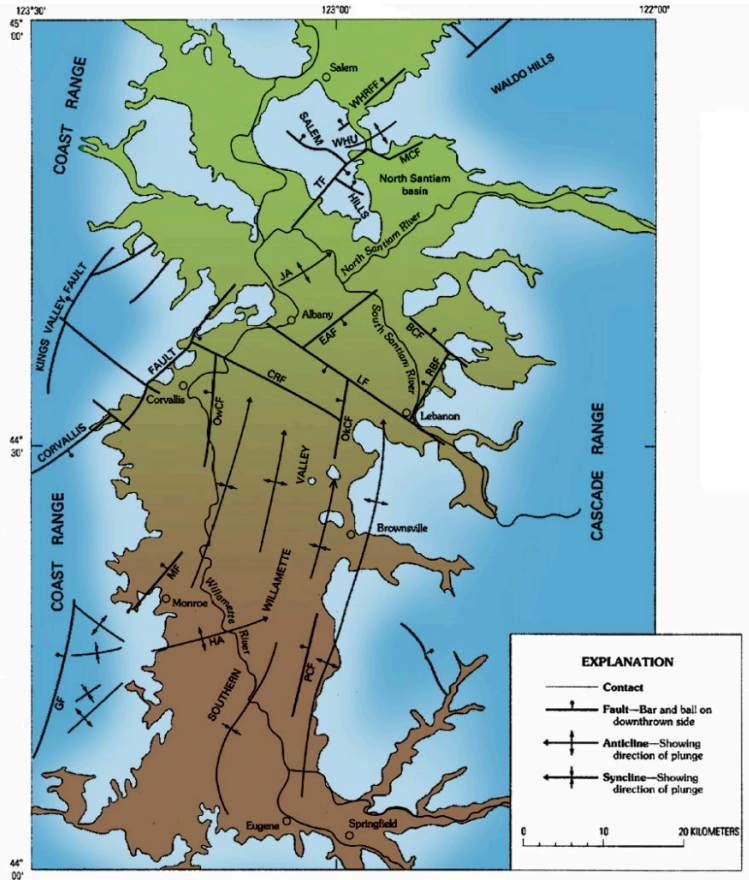 123°30'
123°00'
122°00'
45°
00'
Salem
WALDO HILLS
WHRFF
COAST RANGE
SALEM
HILLS
WHU
MCF
TF
North Santiam
basin
North Santiam River
JA
KINGS VALLEY FAULT
Albany
EAF
South Santiam River
BCF
RBF
CORVALLIS
FAULT
CRF
LF
Corvallis
OwCF
OkCF
Lebanon
44°
30'
CASCADE RANGE
COAST RANGE
SOUTHERN
WILLAMETTE
VALLEY
Brownsville
MF
Monroe
Willamette
River
HA
PCF
GF
Eugene
Springfield
44°
00'
EXPLANATION
Contact
Fault—Bar and ball on
downthrown side
Anticline—Showing
direction of plunge
Syncline—Showing
direction of plunge
0 10 20 KILOMETERS